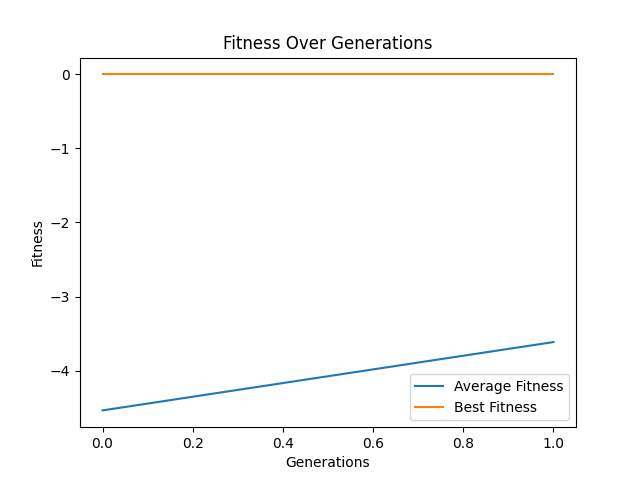 Fitness Over Generations
0
−1
−2
−3
−4
Fitness
0.0 0.2 0.4 0.6 0.8 1.0
Generations
Average Fitness
Best Fitness